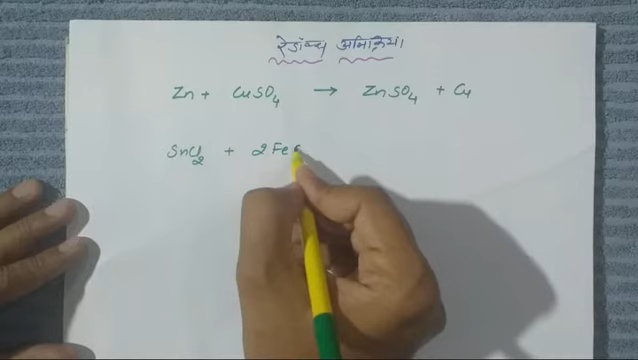 रेडॉक्स अभिक्रिया
Zn + CuSO₄ → ZnSO₄ + Cu
SnCl₂ + 2Fe